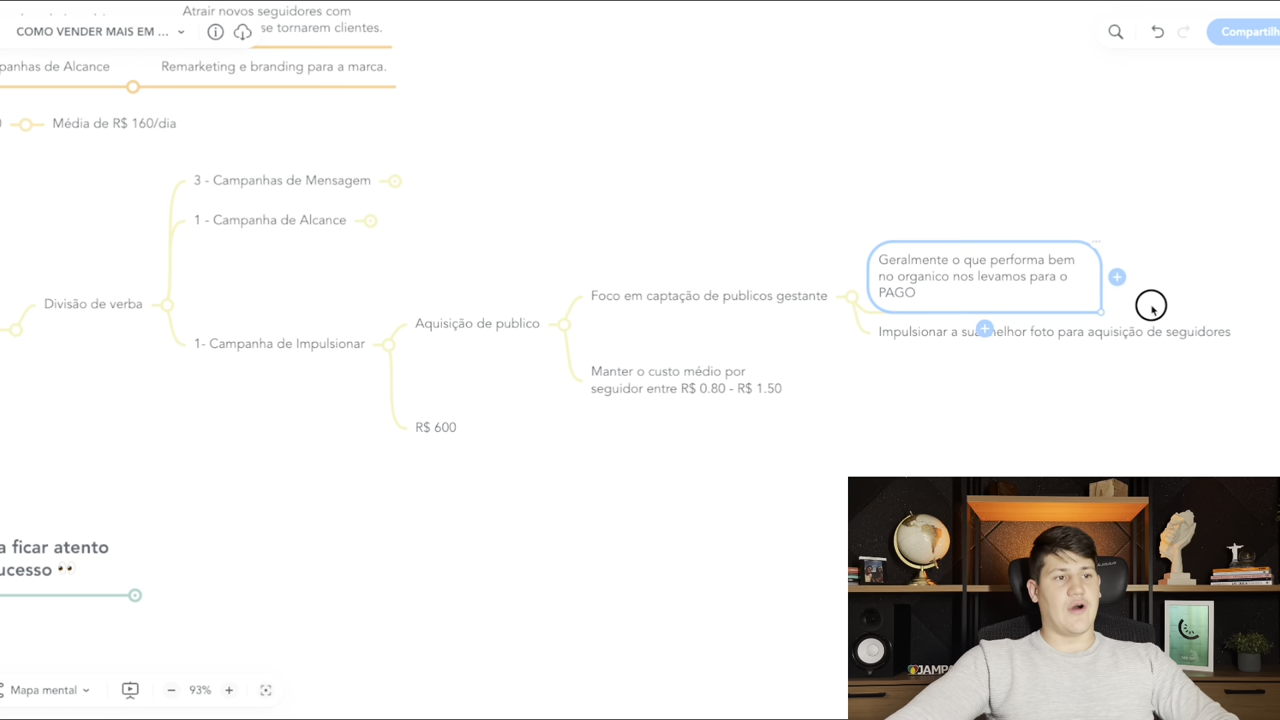 Atrair novos seguidores com
COMO VENDER MAIS EM ...
se tornarem clientes.
Compartilh
panhas de Alcance
Remarketing e branding para a marca.
Média de R$ 160/dia
3 - Campanhas de Mensagem
1 - Campanha de Alcance
Geralmente o que performa bem
no organico nos levamos para o
PAGO
Divisão de verba
Foco em captação de publicos gestante
Aquisição de publico
Impulsionar a sua melhor foto para aquisição de seguidores
1- Campanha de Impulsionar
Manter o custo médio por
seguidor entre R$ 0.80 - R$ 1.50
R$ 600
a ficar atento
ucesso 👀
Mapa mental
93%
JAMPA